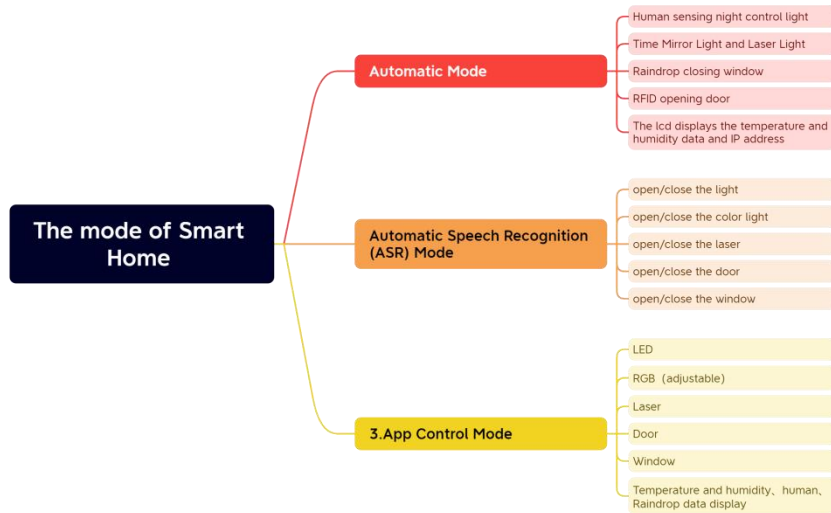 The mode of Smart
Home
Automatic Mode
Human sensing night control light
Time Mirror Light and Laser Light
Raindrop closing window
RFID opening door
The lcd displays the temperature and
humidity data and IP address
Automatic Speech Recognition
(ASR) Mode
open/close the light
open/close the color light
open/close the laser
open/close the door
open/close the window
3.App Control Mode
LED
RGB（adjustable）
Laser
Door
Window
Temperature and humidity、human、
Raindrop data display